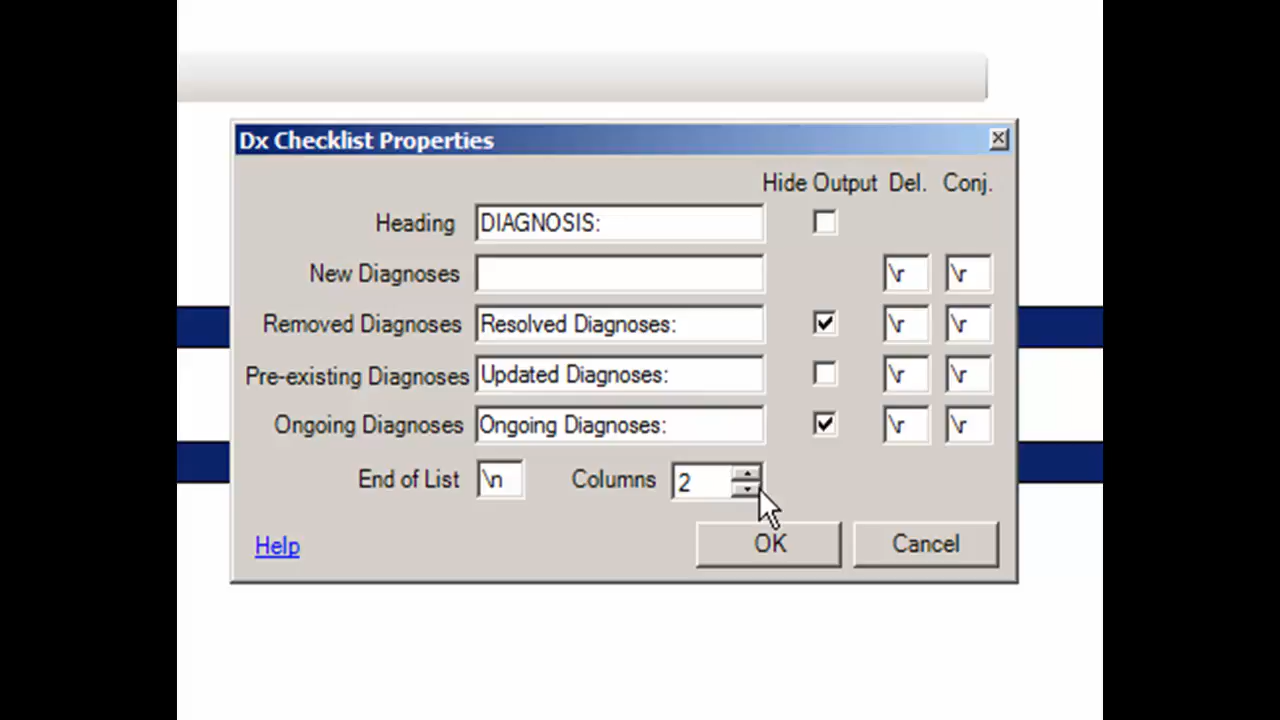 Dx Checklist Properties
Hide Output Del. Conj.
Heading DIAGNOSIS:
New Diagnoses \r \r
Removed Diagnoses Resolved Diagnoses: \r \r
Pre-existing Diagnoses Updated Diagnoses: \r \r
Ongoing Diagnoses Ongoing Diagnoses: \r \r
End of List \n Columns 2
Help OK Cancel